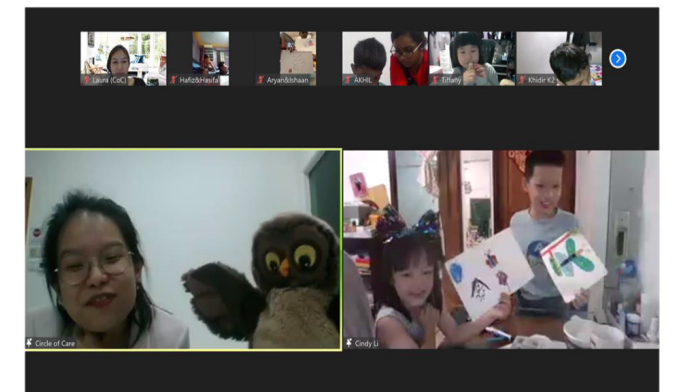 Laura (CoC)
Hafiz&Hasifa
Aryan&Ishaan
AKHIL
Tiffany
Khidir K2
Circle of Care
Cindy Li